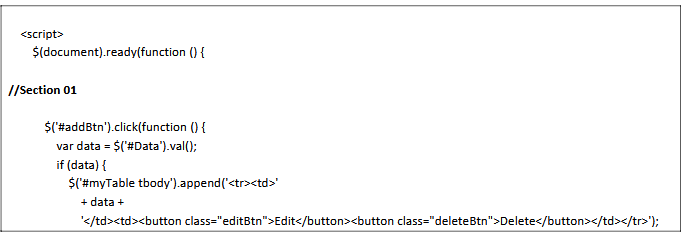 <script>
$(document).ready(function () {
//Section 01
$('#addBtn').click(function () {
var data = $('#Data').val();
if (data) {
$('#myTable tbody').append('<tr><td>'
+ data +
'</td><td><button class="editBtn">Edit</button><button class="deleteBtn">Delete</button></td></tr>');